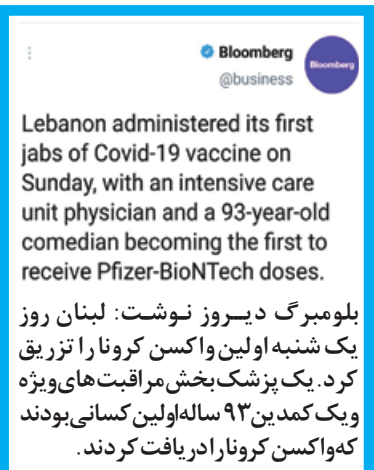 Bloomberg
@business
Bloomberg
Lebanon administered its first
jabs of Covid-19 vaccine on
Sunday, with an intensive care
unit physician and a 93-year-old
comedian becoming the first to
receive Pfizer-BioNTech doses.
بلومبرگ دیروز نوشت: لبنان روز
یک‌شنبه اولین واکسن کرونا را تزریق
کرد. یک پزشک بخش مراقبت‌های ویژه
و یک کمدین ۹۳ ساله اولین کسانی بودند
که واکسن کرونا را دریافت کردند.